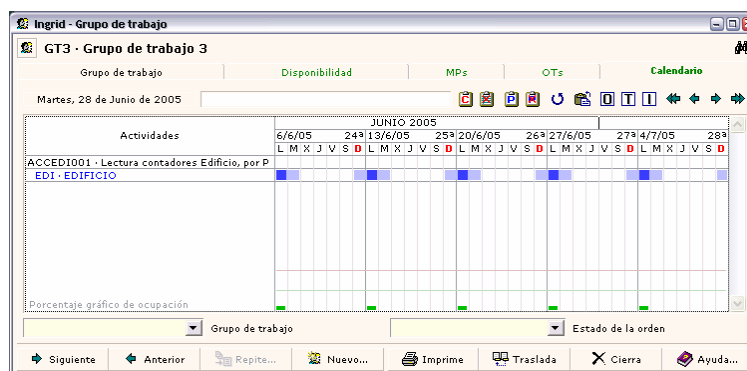 Ingrid - Grupo de trabajo
GT3 · Grupo de trabajo 3
Grupo de trabajo Disponibilidad MPs OTs Calendario
Martes, 28 de Junio de 2005 C P R O T I
JUNIO 2005
Actividades 6/6/05 24ª 13/6/05 25ª 20/6/05 26ª 27/6/05 27ª 4/7/05 28ª
L M X J V S D L M X J V S D L M X J V S D L M X J V S D L M X J V S D
ACCEDI001 · Lectura contadores Edificio, por P
EDI · EDIFICIO
Porcentaje gráfico de ocupación
Grupo de trabajo Estado de la orden
Siguiente Anterior Repite... Nuevo... Imprime Traslada Cierra Ayuda...